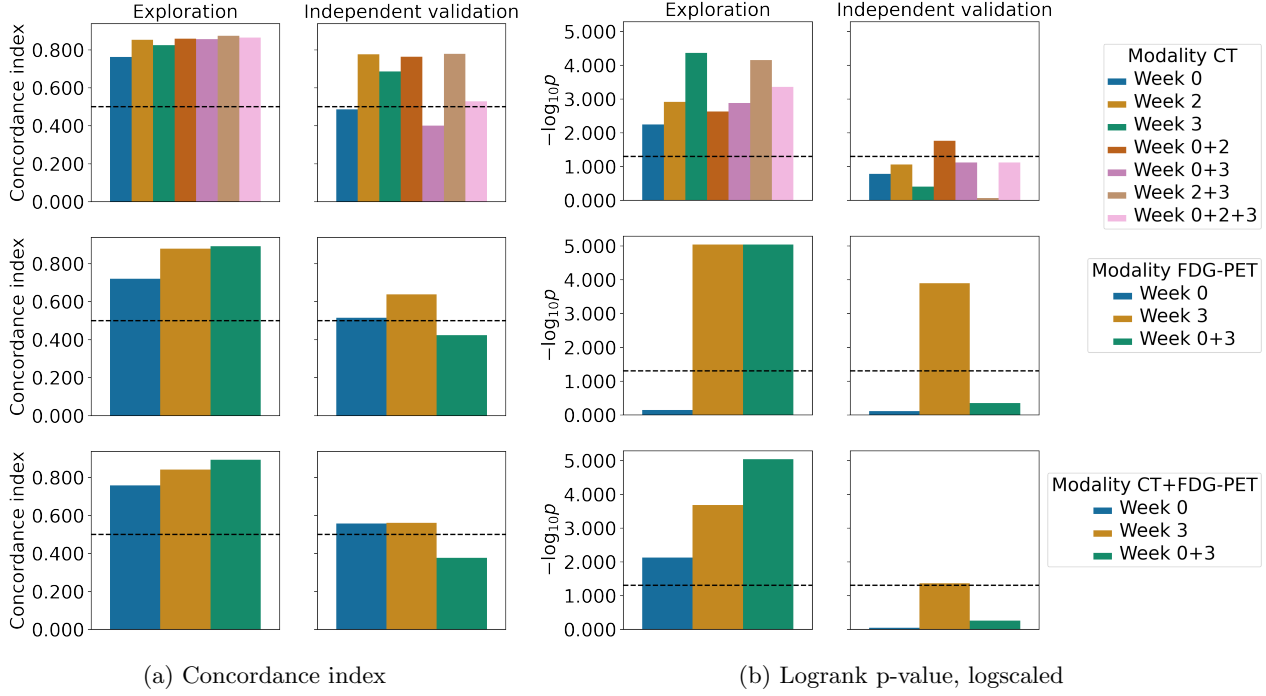 Exploration
Independent validation
Exploration
Independent validation
Concordance index
0.800
0.600
0.400
0.200
0.000
−log₁₀p
5.000
4.000
3.000
2.000
1.000
0.000
Modality CT
Week 0
Week 2
Week 3
Week 0+2
Week 0+3
Week 2+3
Week 0+2+3
Concordance index
0.800
0.600
0.400
0.200
0.000
−log₁₀p
5.000
4.000
3.000
2.000
1.000
0.000
Modality FDG-PET
Week 0
Week 3
Week 0+3
Concordance index
0.800
0.600
0.400
0.200
0.000
−log₁₀p
5.000
4.000
3.000
2.000
1.000
0.000
Modality CT+FDG-PET
Week 0
Week 3
Week 0+3
(a) Concordance index
(b) Logrank p-value, logscaled